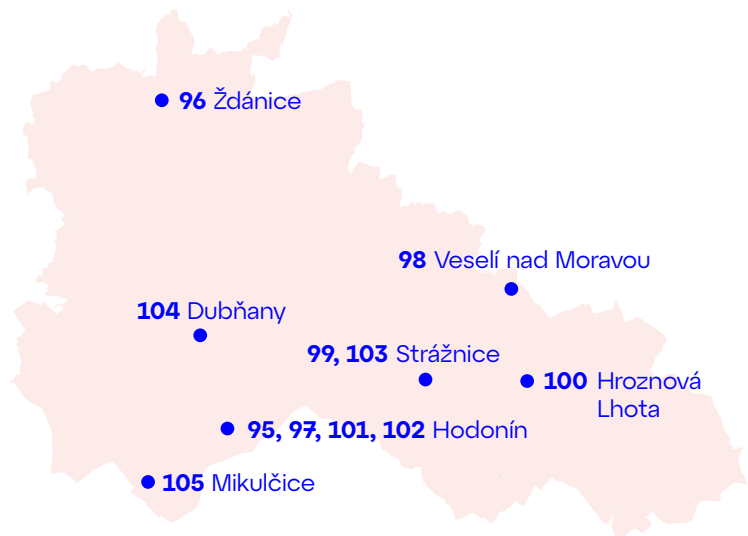 96 Ždánice
98 Veselí nad Moravou
104 Dubňany
99, 103 Strážnice
100 Hroznová
Lhota
95, 97, 101, 102 Hodonín
105 Mikulčice